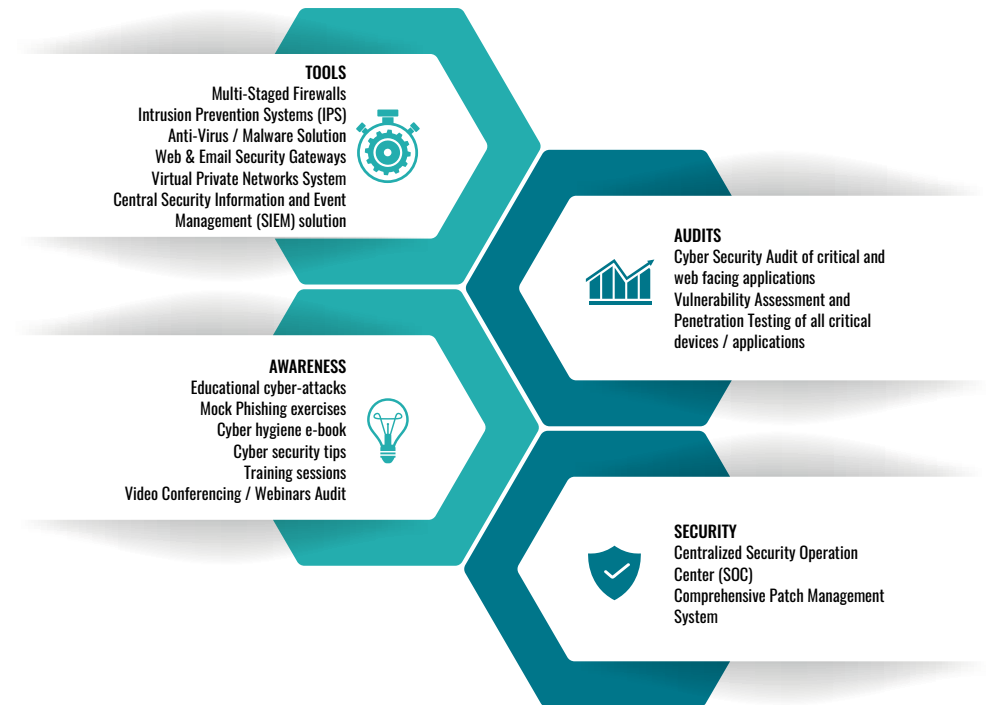 TOOLS
Multi-Staged Firewalls
Intrusion Prevention Systems (IPS)
Anti-Virus / Malware Solution
Web & Email Security Gateways
Virtual Private Networks System
Central Security Information and Event
Management (SIEM) solution
AUDITS
Cyber Security Audit of critical and
web facing applications
Vulnerability Assessment and
Penetration Testing of all critical
devices / applications
AWARENESS
Educational cyber-attacks
Mock Phishing exercises
Cyber hygiene e-book
Cyber security tips
Training sessions
Video Conferencing / Webinars Audit
SECURITY
Centralized Security Operation
Center (SOC)
Comprehensive Patch Management
System